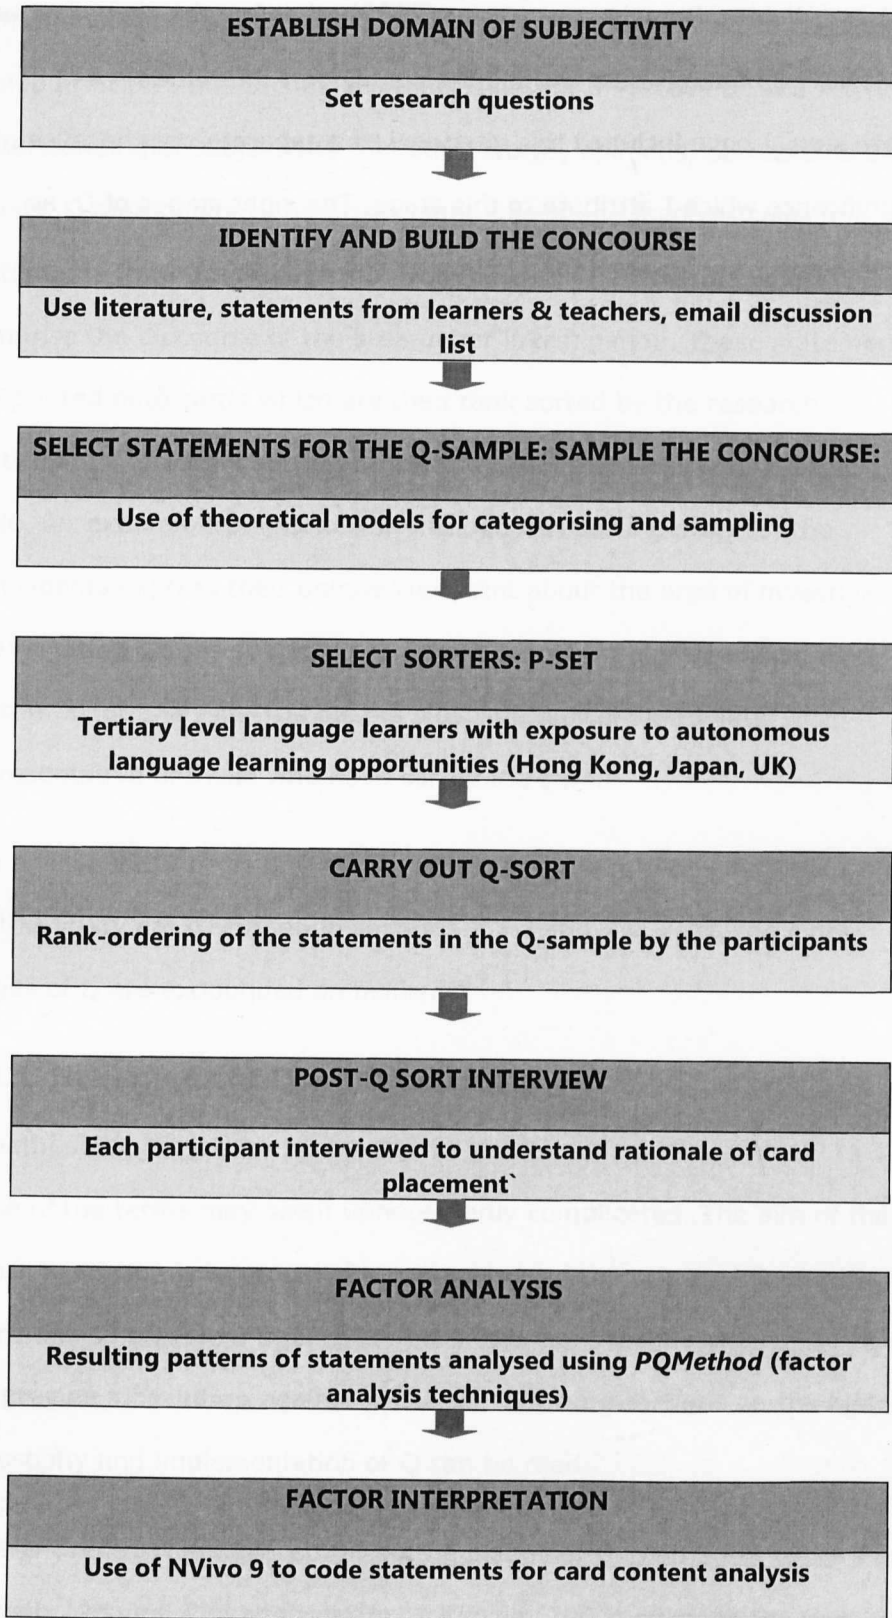 ESTABLISH DOMAIN OF SUBJECTIVITY
Set research questions
IDENTIFY AND BUILD THE CONCOURSE
Use literature, statements from learners & teachers, email discussion
list
SELECT STATEMENTS FOR THE Q-SAMPLE: SAMPLE THE CONCOURSE:
Use of theoretical models for categorising and sampling
SELECT SORTERS: P-SET
Tertiary level language learners with exposure to autonomous
language learning opportunities (Hong Kong, Japan, UK)
CARRY OUT Q-SORT
Rank-ordering of the statements in the Q-sample by the participants
POST-Q SORT INTERVIEW
Each participant interviewed to understand rationale of card
placement`
FACTOR ANALYSIS
Resulting patterns of statements analysed using PQMethod (factor
analysis techniques)
FACTOR INTERPRETATION
Use of NVivo 9 to code statements for card content analysis